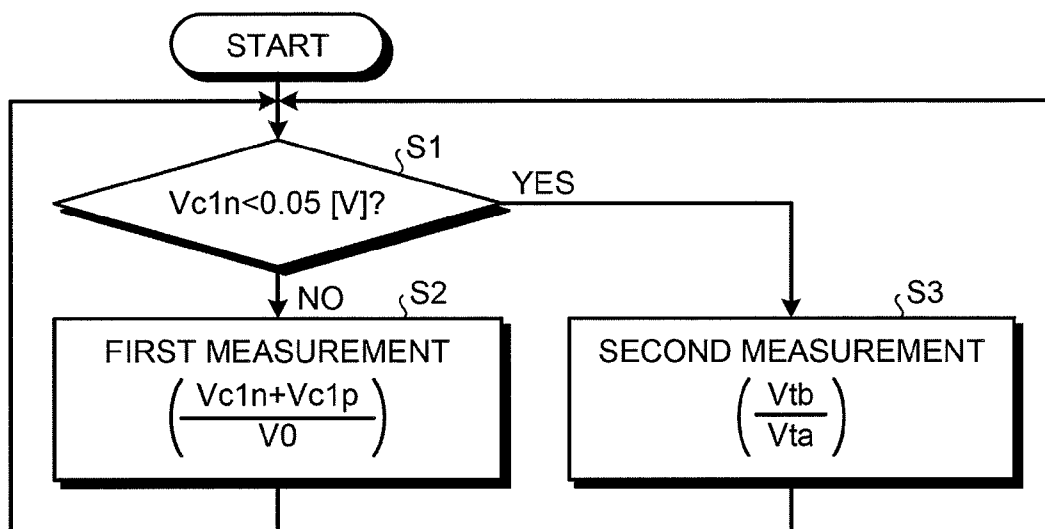 START
S1
Vc1n<0.05 [V]?
YES
NO
S2
FIRST MEASUREMENT
(Vc1n+Vc1p
V0)
S3
SECOND MEASUREMENT
(Vtb
Vta)